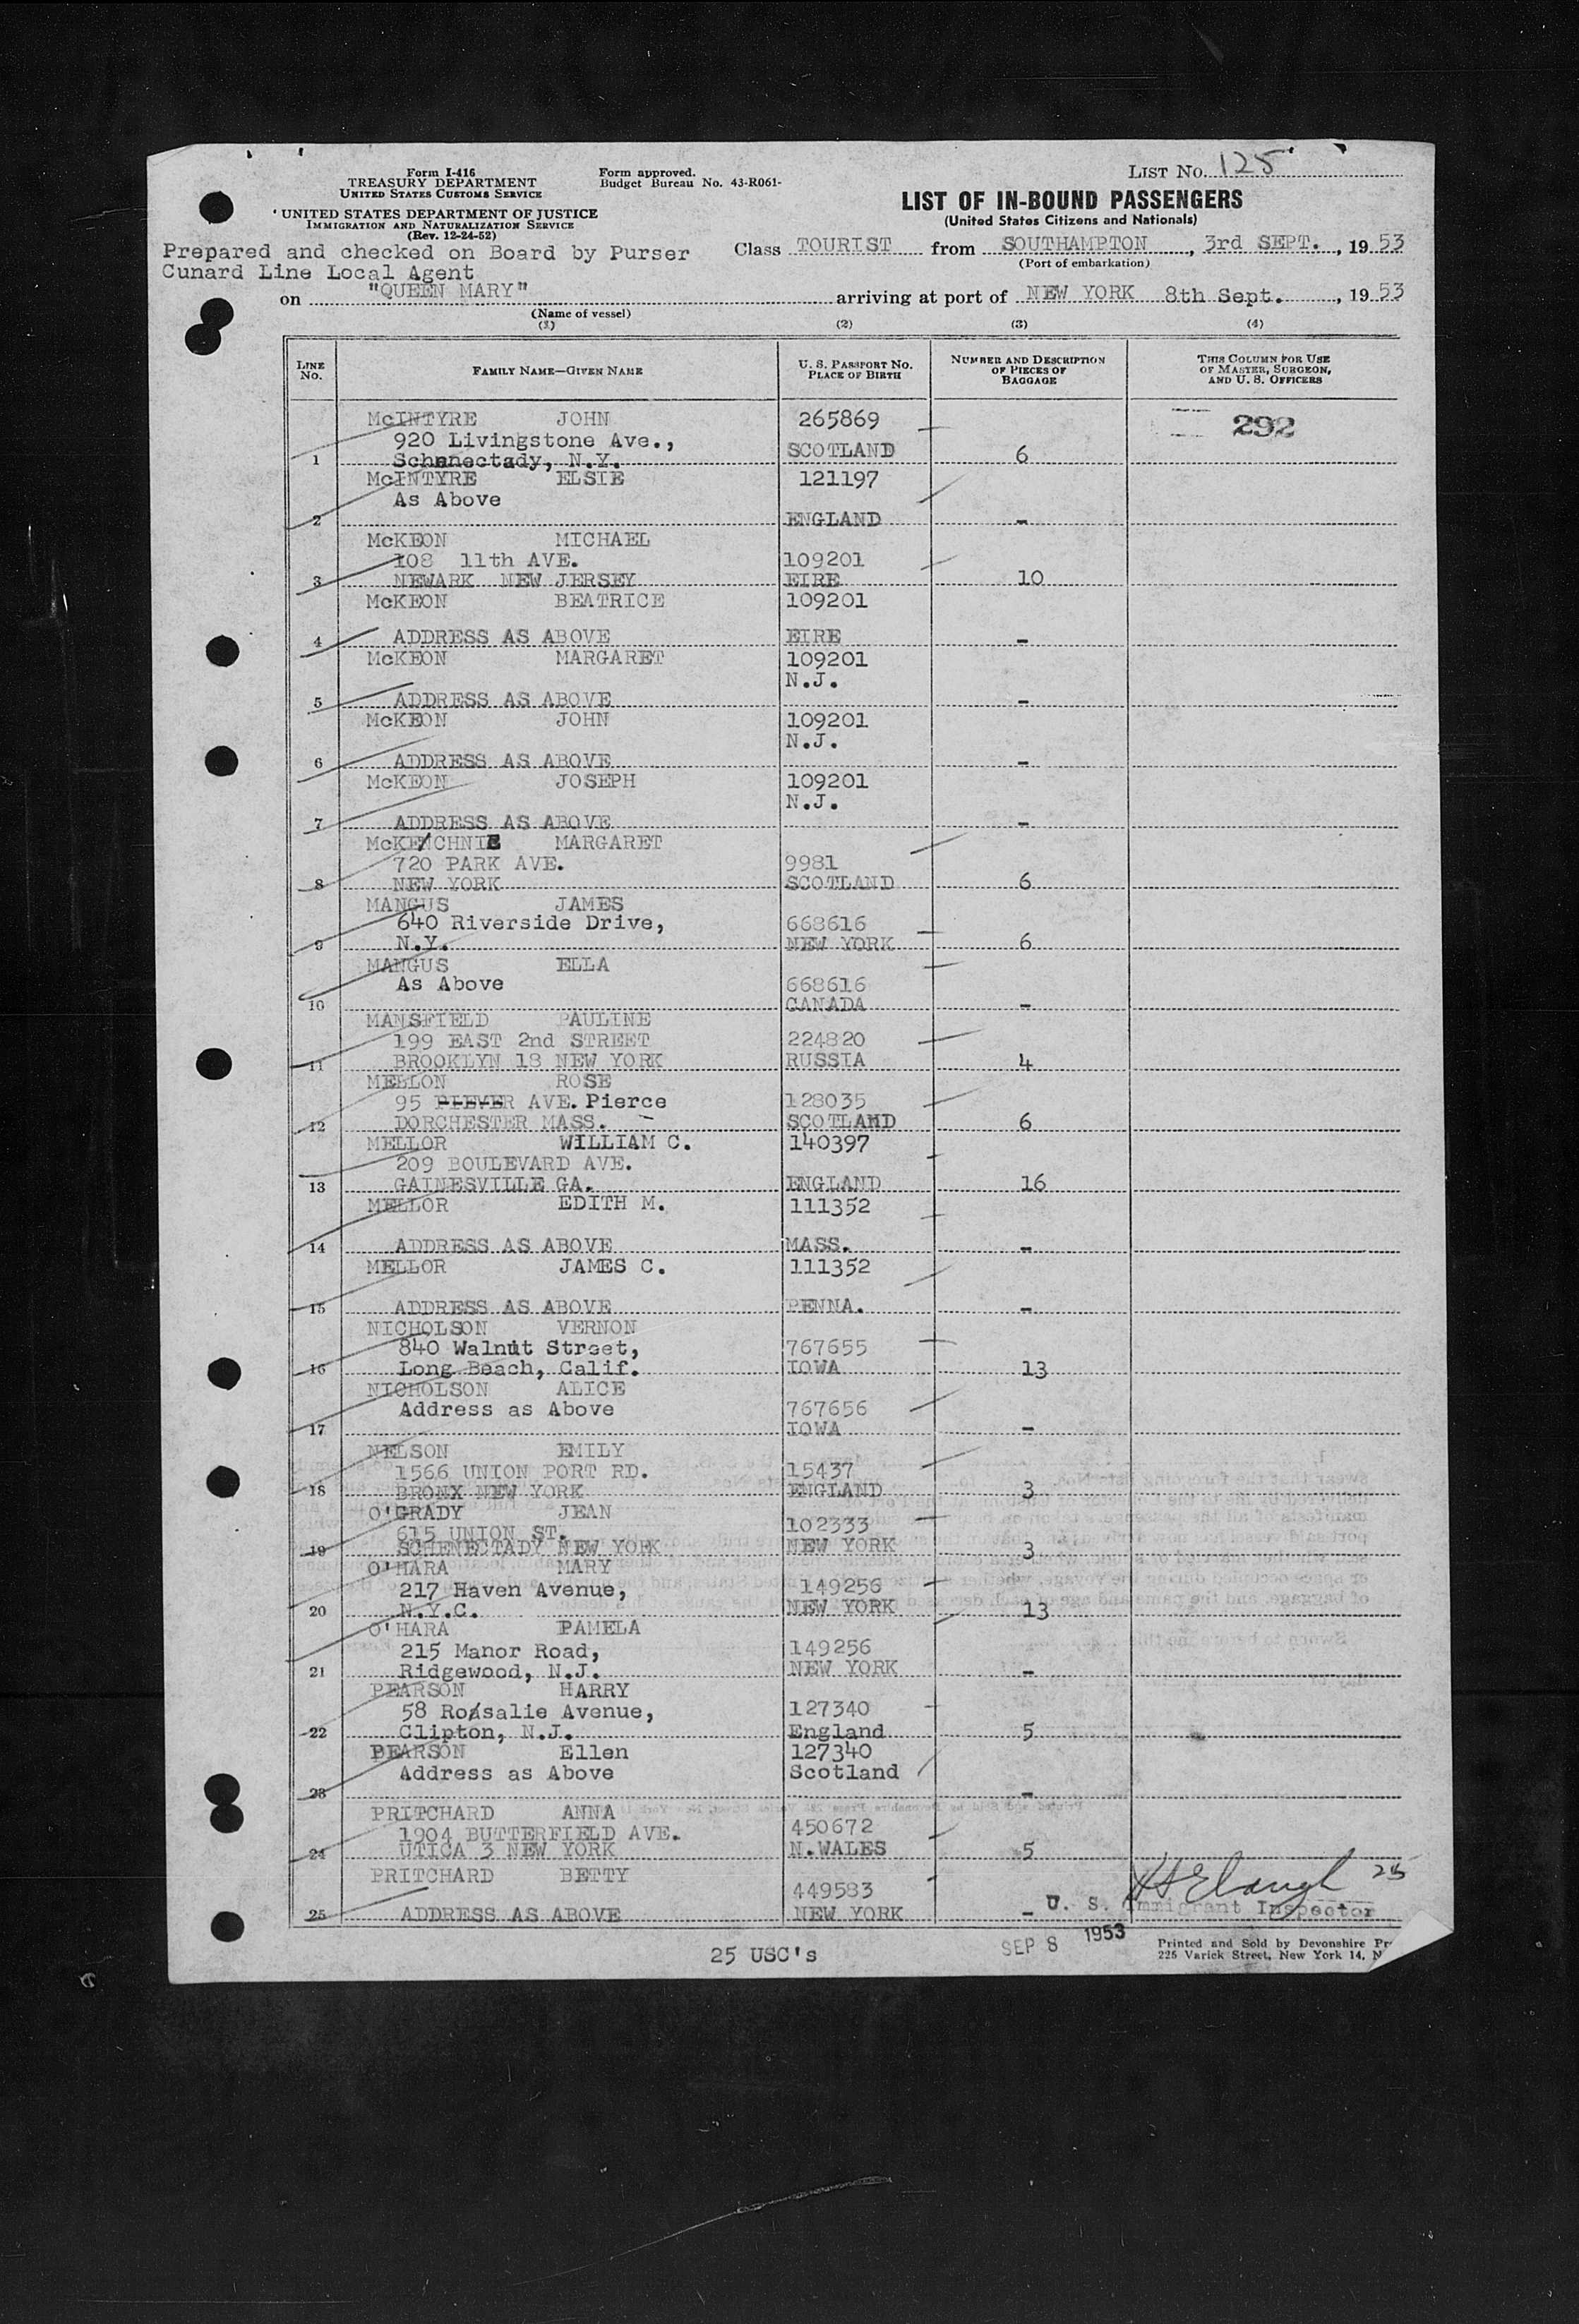 Form I-416
TREASURY DEPARTMENT
UNITED STATES CUSTOMS SERVICE
UNITED STATES DEPARTMENT OF JUSTICE
IMMIGRATION AND NATURALIZATION SERVICE
(Rev. 12-24-52)
Form approved.
Budget Bureau No. 43-R061-
LIST No. 125
LIST OF IN-BOUND PASSENGERS
(United States Citizens and Nationals)
Prepared and checked on Board by Purser
Cunard Line Local Agent
Class TOURIST from SOUTHAMPTON, 3rd SEPT., 1953
(Port of embarkation)
on "QUEEN MARY" arriving at port of NEW YORK 8th Sept., 1953
(Name of vessel)
(1) (2) (3) (4)
LINE No. FAMILY NAME—GIVEN NAME U. S. PASSPORT No. PLACE OF BIRTH NUMBER AND DESCRIPTION OF PIECES OF BAGGAGE THIS COLUMN FOR USE OF MASTER, SURGEON, AND U. S. OFFICERS
McINTYRE JOHN 265869 292
920 Livingstone Ave.,
1 Schenectady, N.Y. SCOTLAND 6
McINTYRE ELSIE 121197
As Above
2 ENGLAND -
McKEON MICHAEL
108 11th AVE. 109201
3 NEWARK NEW JERSEY EIRE 10
McKEON BEATRICE 109201
4 ADDRESS AS ABOVE EIRE -
McKEON MARGARET 109201
N.J.
5 ADDRESS AS ABOVE -
McKEON JOHN 109201
N.J.
6 ADDRESS AS ABOVE -
McKEON JOSEPH 109201
N.J.
7 ADDRESS AS ABOVE -
MARGARET
720 PARK AVE. 9981
8 NEW YORK SCOTLAND 6
MANGUS JAMES
640 Riverside Drive, 668616
9 N.Y. NEW YORK 6
MANGUS ELLA
As Above 668616
10 CANADA -
MANSFIELD PAULINE
199 EAST 2nd STREET 224820
11 BROOKLYN 18 NEW YORK RUSSIA 4
MELLON ROSE
95 PIEVER AVE. Pierce 128035
12 DORCHESTER MASS. SCOTLAND 6
MELLOR WILLIAM C. 140397
209 BOULEVARD AVE.
13 GAINESVILLE GA. ENGLAND 16
MELLOR EDITH M. 111352
14 ADDRESS AS ABOVE MASS. -
MELLOR JAMES C. 111352
15 ADDRESS AS ABOVE PENNA. -
NICHOLSON VERNON
840 Walnut Street, 767655
16 Long Beach, Calif. IOWA 13
NICHOLSON ALICE
Address as Above 767656
17 IOWA -
NELSON EMILY
1566 UNION PORT RD. 15437
18 BRONX NEW YORK ENGLAND 3
O'GRADY JEAN
615 UNION ST. 102333
19 SCHENECTADY NEW YORK NEW YORK 3
O'HARA MARY
217 Haven Avenue, 149256
20 N.Y.C. NEW YORK 13
O'HARA PAMELA
215 Manor Road, 149256
21 Ridgewood, N.J. NEW YORK -
PEARSON HARRY
58 Rosalie Avenue, 127340
22 Clipton, N.J. England 5
PEARSON Ellen 127340
Address as Above Scotland
23 -
PRITCHARD ANNA
1904 BUTTERFIELD AVE. 450672
24 UTICA 3 NEW YORK N.WALES 5
PRITCHARD BETTY 25
449583
25 ADDRESS AS ABOVE NEW YORK - U. S. Immigrant Inspector
25 USC's SEP 8 1953
Printed and Sold by Devonshire
225 Varick Street, New York 14,